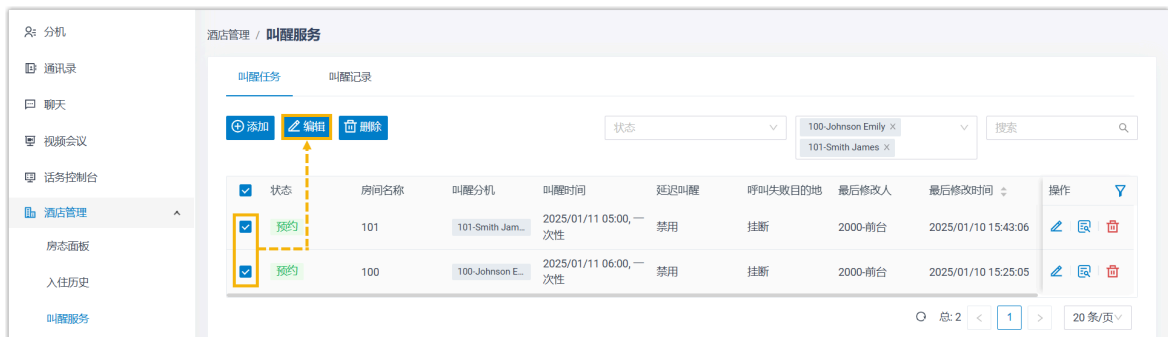 分机
通讯录
聊天
视频会议
话务控制台
酒店管理
房态面板
入住历史
叫醒服务
酒店管理 / 叫醒服务
叫醒任务 叫醒记录
添加 编辑 删除 状态 100-Johnson Emily X 搜索
101-Smith James X
状态 房间名称 叫醒分机 叫醒时间 延迟叫醒 呼叫失败目的地 最后修改人 最后修改时间 操作
预约 101 101-Smith Jam... 2025/01/11 05:00, 一次性 禁用 挂断 2000-前台 2025/01/10 15:43:06
预约 100 100-Johnson E... 2025/01/11 06:00, 一次性 禁用 挂断 2000-前台 2025/01/10 15:25:05
总: 2 < 1 > 20 条/页